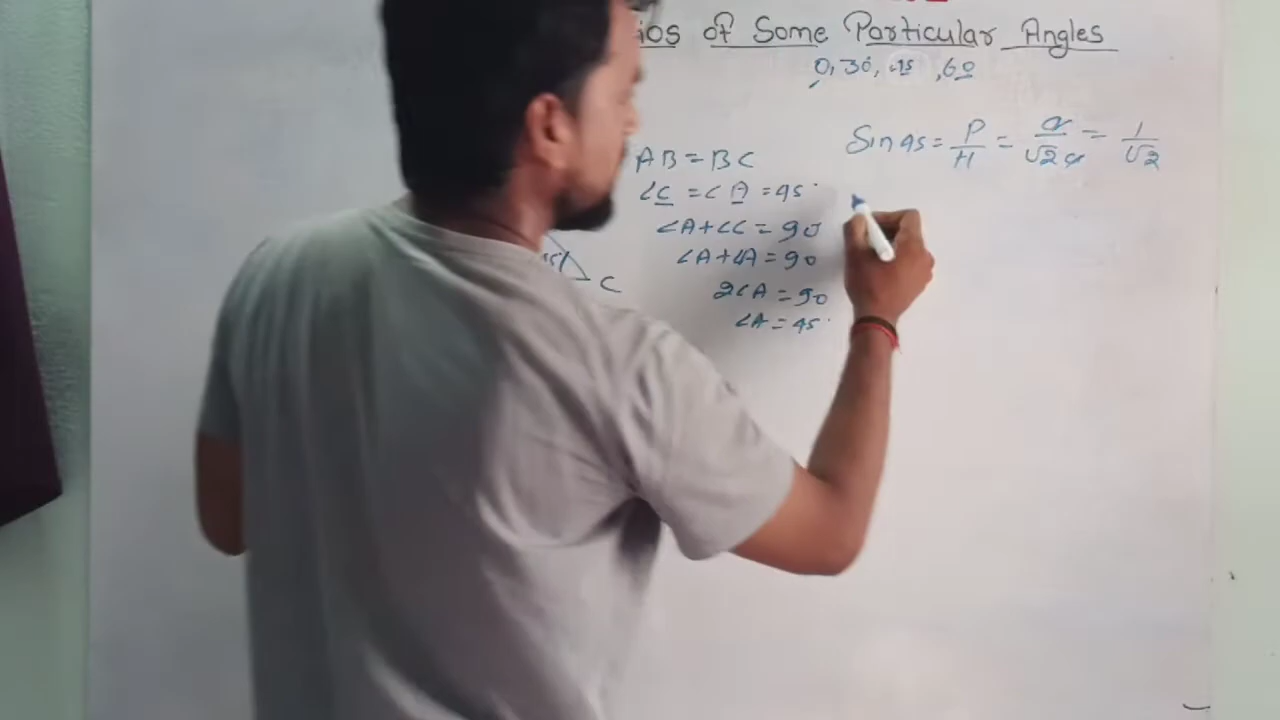 ios of Some Particular Angles
0, 30, 45, 60
AB = BC
∠C = ∠A = 45°
∠A + ∠C = 90
∠A + ∠A = 90
2∠A = 90
∠A = 45°
Sin 45 = P/H = a/√2a = 1/√2
45°
C